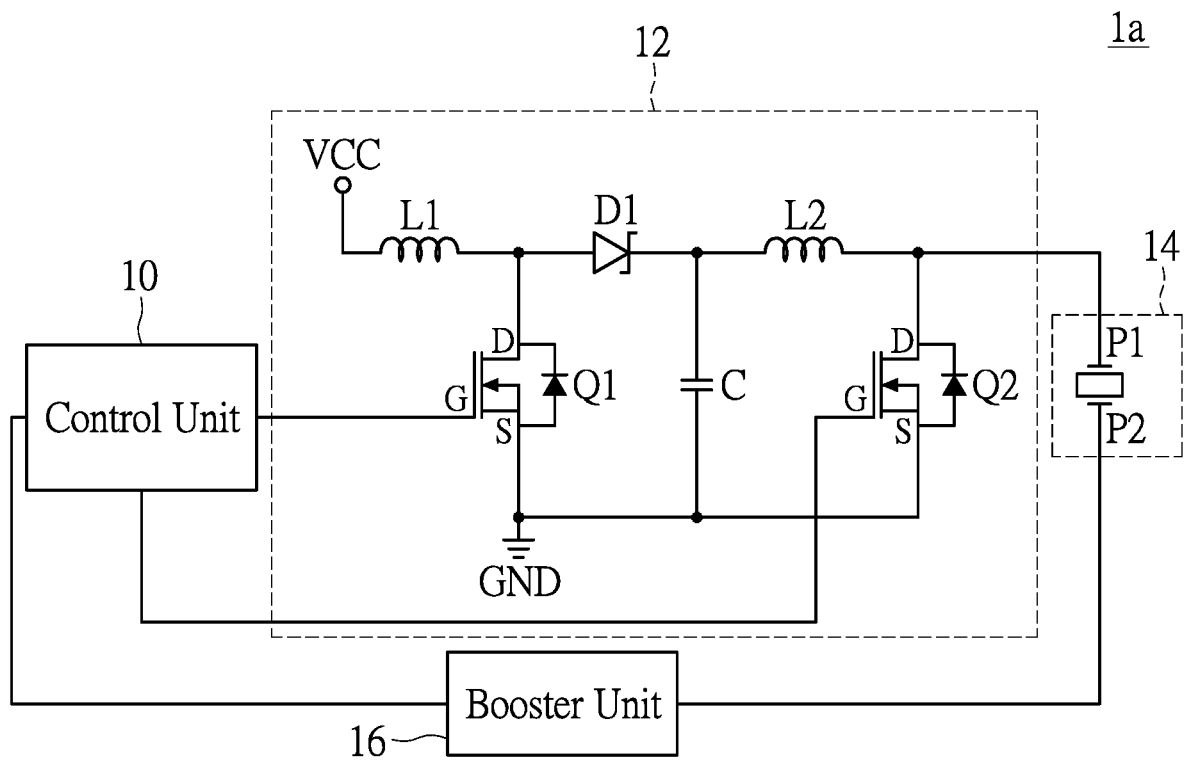 1a
12
VCC
L1
D1
L2
14
10
D
Q1
G
S
C
D
Q2
G
S
P1
P2
Control Unit
GND
Booster Unit
16